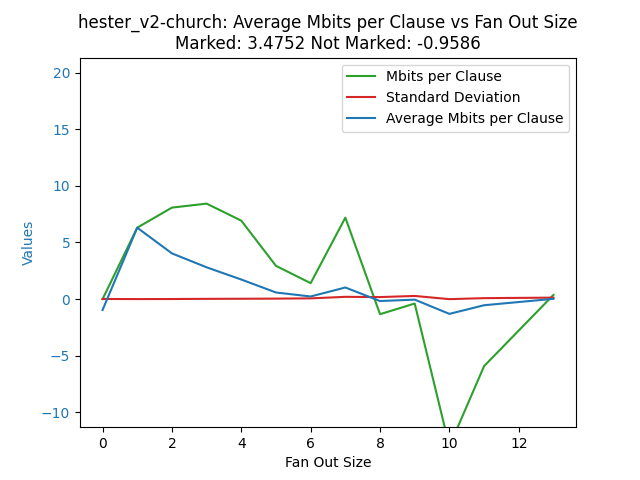 hester_v2-church: Average Mbits per Clause vs Fan Out Size
Marked: 3.4752 Not Marked: -0.9586
Mbits per Clause
Standard Deviation
Average Mbits per Clause
Values
20
15
10
5
0
−5
−10
0 2 4 6 8 10 12
Fan Out Size